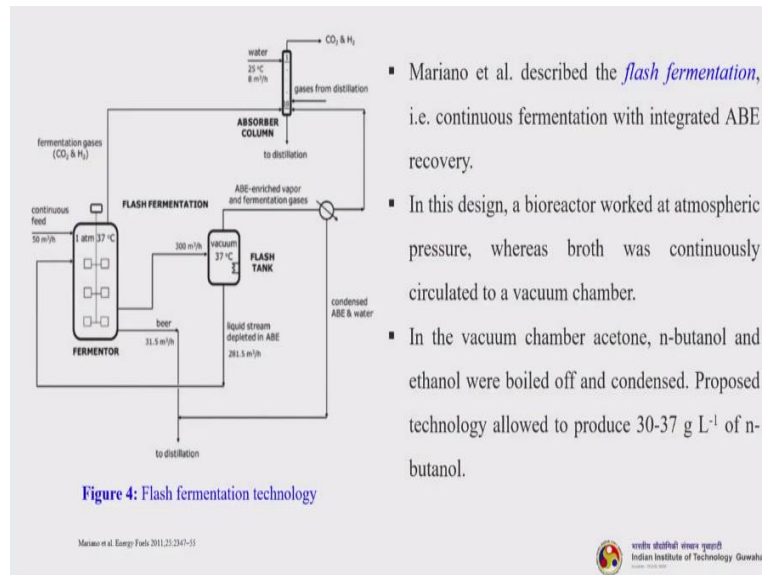 CO₂ & H₂
water
25 °C
8 m³/h
1
10
gases from distillation
ABSORBER
COLUMN
to distillation
fermentation gases
(CO₂ & H₂)
ABE-enriched vapor
and fermentation gases
FLASH FERMENTATION
continuous
feed
50 m³/h
1 atm 37 °C
300 m³/h
vacuum
37 °C
FLASH
TANK
condensed
ABE & water
beer
31.5 m³/h
liquid stream
depleted in ABE
281.5 m³/h
FERMENTOR
to distillation
Figure 4: Flash fermentation technology
Mariano et al. Energy Fuels 2011;25:2347–55
▪ Mariano et al. described the flash fermentation,
i.e. continuous fermentation with integrated ABE
recovery.
▪ In this design, a bioreactor worked at atmospheric
pressure, whereas broth was continuously
circulated to a vacuum chamber.
▪ In the vacuum chamber acetone, n-butanol and
ethanol were boiled off and condensed. Proposed
technology allowed to produce 30-37 g L⁻¹ of n-
butanol.
भारतीय प्रौद्योगिकी संस्थान गुवाहाटी
Indian Institute of Technology Guwaha